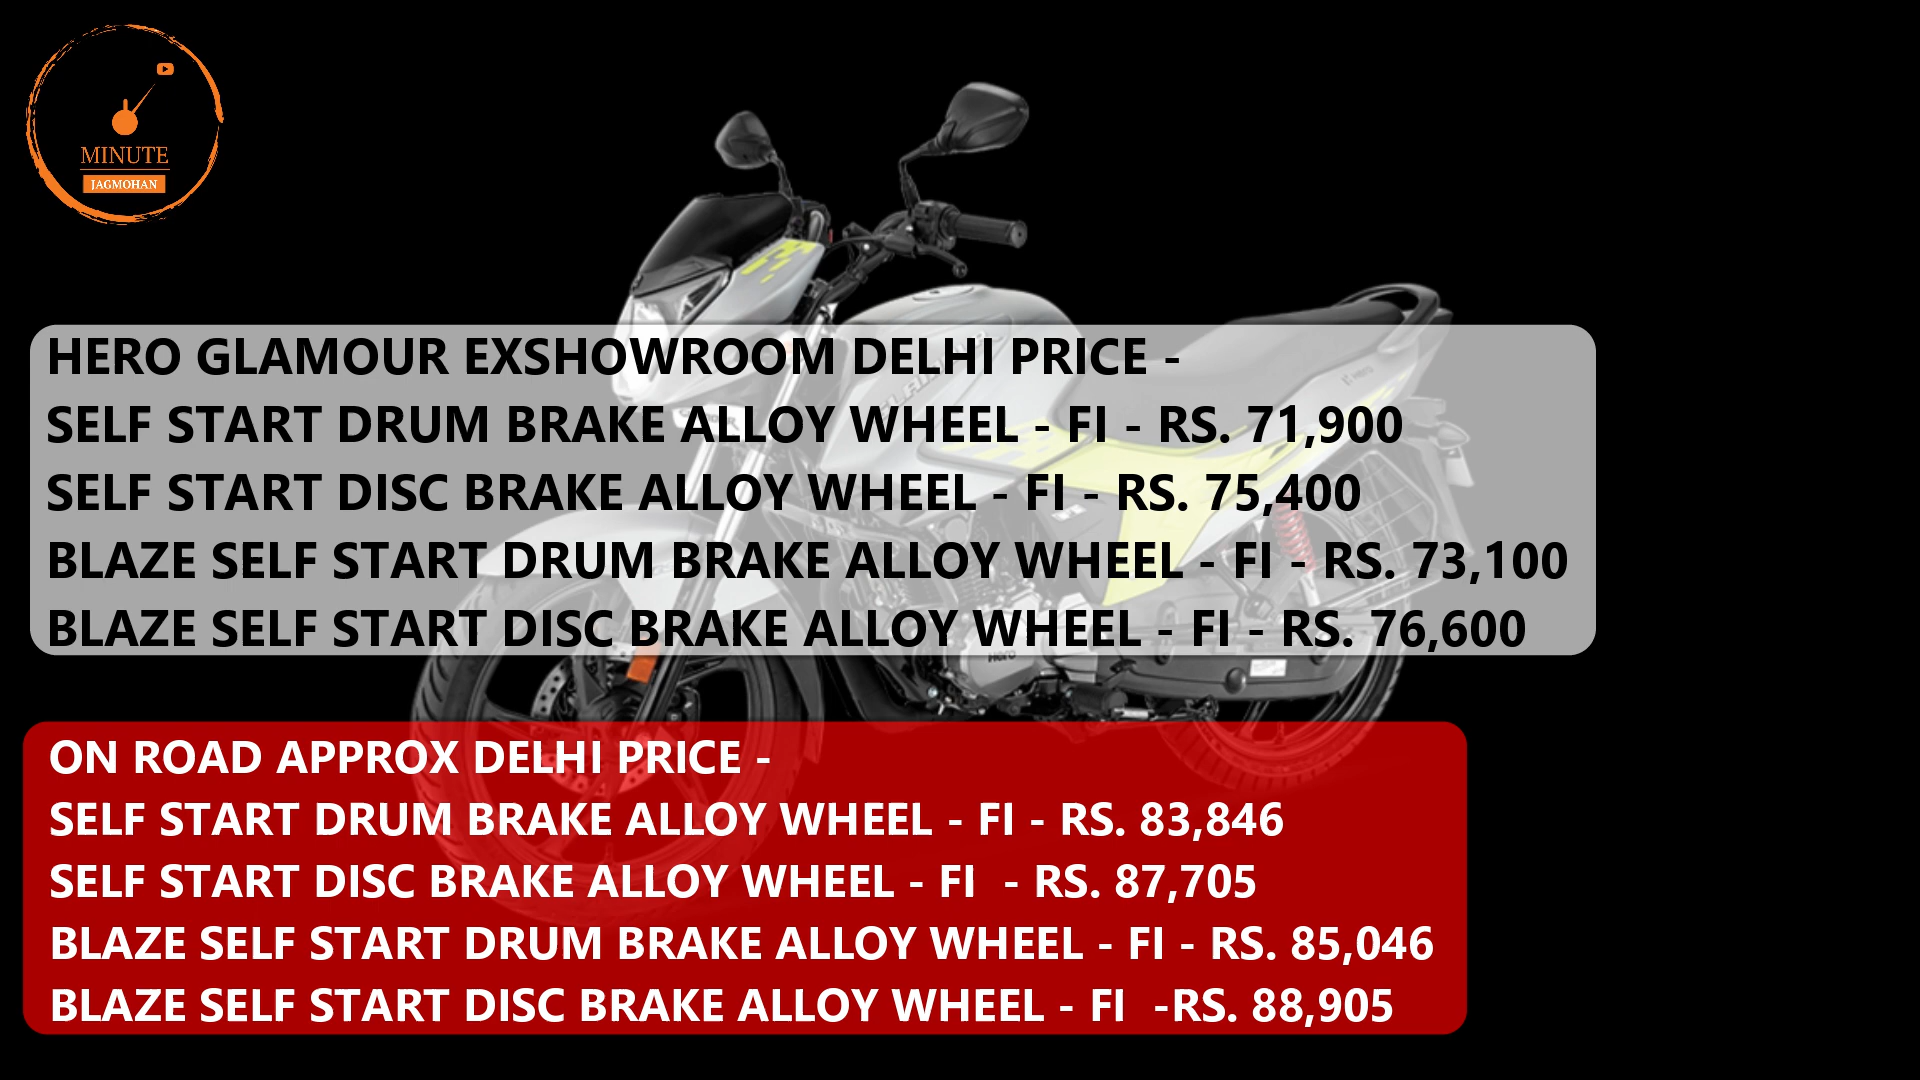 MINUTE
JAGMOHAN
HERO GLAMOUR EXSHOWROOM DELHI PRICE -
SELF START DRUM BRAKE ALLOY WHEEL - FI - RS. 71,900
SELF START DISC BRAKE ALLOY WHEEL - FI - RS. 75,400
BLAZE SELF START DRUM BRAKE ALLOY WHEEL - FI - RS. 73,100
BLAZE SELF START DISC BRAKE ALLOY WHEEL - FI - RS. 76,600
Hero
ON ROAD APPROX DELHI PRICE -
SELF START DRUM BRAKE ALLOY WHEEL - FI - RS. 83,846
SELF START DISC BRAKE ALLOY WHEEL - FI  - RS. 87,705
BLAZE SELF START DRUM BRAKE ALLOY WHEEL - FI - RS. 85,046
BLAZE SELF START DISC BRAKE ALLOY WHEEL - FI  -RS. 88,905